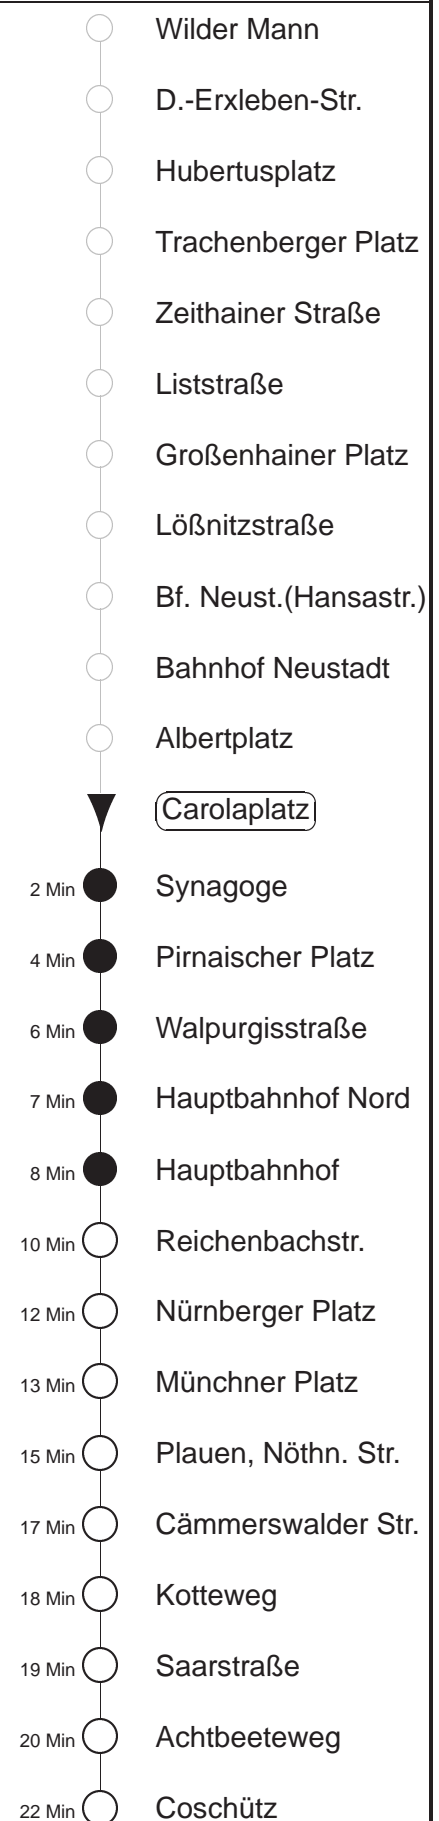 Wilder Mann
D.-Erxleben-Str.
Hubertusplatz
Trachenberger Platz
Zeithainer Straße
Liststraße
Großenhainer Platz
Lößnitzstraße
Bf. Neust.(Hansastr.)
Bahnhof Neustadt
Albertplatz
Carolaplatz
2 Min Synagoge
4 Min Pirnaischer Platz
6 Min Walpurgisstraße
7 Min Hauptbahnhof Nord
8 Min Hauptbahnhof
10 Min Reichenbachstr.
12 Min Nürnberger Platz
13 Min Münchner Platz
15 Min Plauen, Nöthn. Str.
17 Min Cämmerswalder Str.
18 Min Kotteweg
19 Min Saarstraße
20 Min Achtbeeteweg
22 Min Coschütz